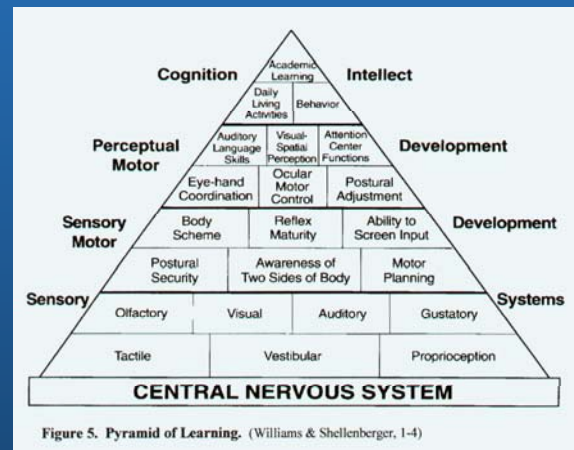 Academic
Learning
Cognition Intellect
Daily
Living
Activities
Behavior
Perceptual
Motor
Auditory
Language
Skills
Visual-
Spatial
Perception
Attention
Center
Functions
Development
Eye-hand
Coordination
Ocular
Motor
Control
Postural
Adjustment
Sensory
Motor
Body
Scheme
Reflex
Maturity
Ability to
Screen Input
Development
Postural
Security
Awareness of
Two Sides of Body
Motor
Planning
Sensory Systems
Olfactory Visual Auditory Gustatory
Tactile Vestibular Proprioception
CENTRAL NERVOUS SYSTEM
Figure 5. Pyramid of Learning. (Williams & Shellenberger, 1-4)